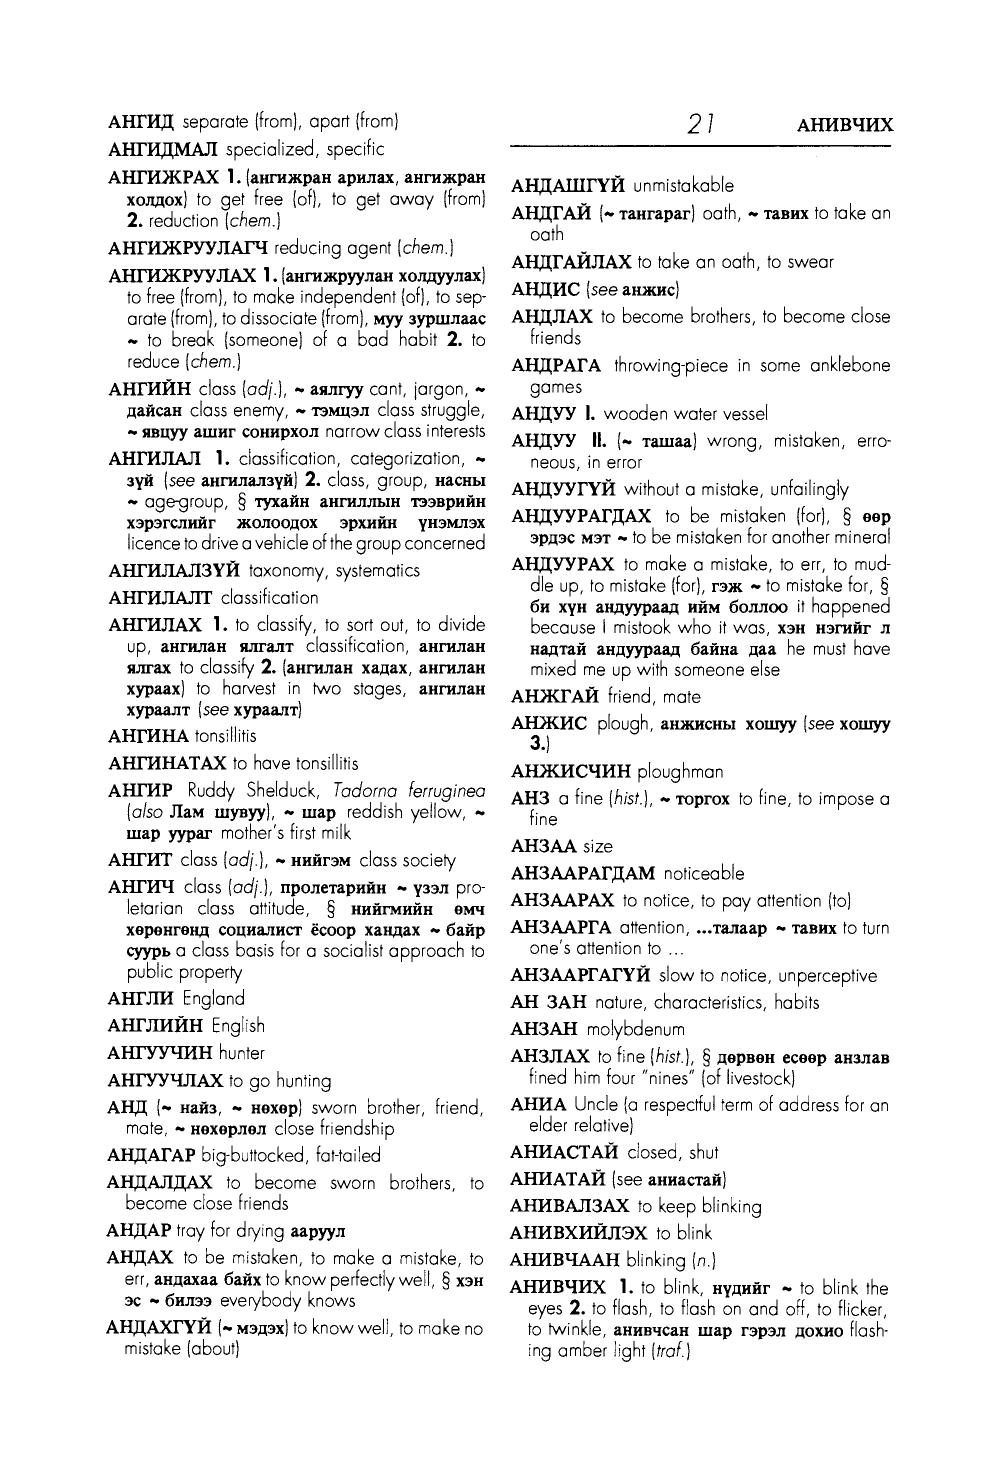 АНГИД separate (from), apart (from)
АНГИДМАЛ specialized, specific
АНГИЖРАХ 1. (ангижран арилах, ангижран
холдох) to get free (of), to get away (from)
2. reduction (chem.)
АНГИЖРУУЛАГЧ reducing agent (chem.)
АНГИЖРУУЛАХ 1. (ангижруулан холдуулах)
to free (from), to make independent (of), to sep-
arate (from), to dissociate (from), муу зуршлаас
~ to break (someone) of a bad habit 2. to
reduce (chem.)
АНГИЙН class (adj.), ~ аялгуу cant, jargon, ~
дайсан class enemy, ~ тэмцэл class struggle,
~ явцуу ашиг сонирхол narrow class interests
АНГИЛАЛ 1. classification, categorization, ~
зүй (see ангилалзүй) 2. class, group, насны
~ age-group, § тухайн ангиллын тээврийн
хэрэгслийг жолоодох эрхийн үнэмлэх
licence to drive a vehicle of the group concerned
АНГИЛАЛЗҮЙ taxonomy, systematics
АНГИЛАЛТ classification
АНГИЛАХ 1. to classify, to sort out, to divide
up, ангилан ялгалт classification, ангилан
ялгах to classify 2. (ангилан хадах, ангилан
хураах) to harvest in two stages, ангилан
хураалт (see хураалт)
АНГИНА tonsillitis
АНГИНАТАХ to have tonsillitis
АНГИР Ruddy Shelduck, Tadorna ferruginea
(also Лам шувуу), ~ шар reddish yellow, ~
шар уураг mother's first milk
АНГИТ class (adj.), ~ нийгэм class society
АНГИЧ class (adj.), пролетарийн ~ үзэл pro-
letarian class attitude, § нийгмийн өмч
хөрөнгөнд социалист ёсоор хандах ~ байр
суурь a class basis for a socialist approach to
public property
АНГЛИ England
АНГЛИЙН English
АНГУУЧИН hunter
АНГУУЧЛАХ to go hunting
АНД (~ найз, ~ нөхөр) sworn brother, friend,
mate, ~ нөхөрлөл close friendship
АНДАГАР big-buttocked, fat-tailed
АНДАЛДАХ to become sworn brothers, to
become close friends
АНДАР tray for drying ааруул
АНДАХ to be mistaken, to make a mistake, to
err, андахаа байх to know perfectly well, § хэн
эс ~ билээ everybody knows
АНДАХГҮЙ (~ мэдэх) to know well, to make no
mistake (about)
21 АНИВЧИХ
АНДАШГҮЙ unmistakable
АНДГАЙ (~ тангараг) oath, ~ тавих to take an
oath
АНДГАЙЛАХ to take an oath, to swear
АНДИС (see анжис)
АНДЛАХ to become brothers, to become close
friends
АНДРАГА throwing-piece in some anklebone
games
АНДУУ I. wooden water vessel
АНДУУ II. (~ ташаа) wrong, mistaken, erro-
neous, in error
АНДУУГҮЙ without a mistake, unfailingly
АНДУУРАГДАХ to be mistaken (for), § өөр
эрдэс мэт ~ to be mistaken for another mineral
АНДУУРАХ to make a mistake, to err, to mud-
dle up, to mistake (for), гэж ~ to mistake for, §
би хүн андуураад ийм боллоо it happened
because I mistook who it was, хэн нэгийг л
надтай андуураад байна даа he must have
mixed me up with someone else
АНЖГАЙ friend, mate
АНЖИС plough, анжисны хошуу (see хошуу
3.)
АНЖИСЧИН ploughman
АНЗ a fine (hist.), ~ торгох to fine, to impose a
fine
АНЗАА size
АНЗААРАГДАМ noticeable
АНЗААРАХ to notice, to pay attention (to)
АНЗААРГА attention, ...талаар ~ тавих to turn
one's attention to ...
АНЗААРГАГҮЙ slow to notice, unperceptive
АН ЗАН nature, characteristics, habits
АНЗАН molybdenum
АНЗЛАХ to fine (hist.), § дөрвөн есөөр анзлав
fined him four "nines" (of livestock)
АНИА Uncle (a respectful term of address for an
elder relative)
АНИАСТАЙ closed, shut
АНИАТАЙ (see аниастай)
АНИВАЛЗАХ to keep blinking
АНИВХИЙЛЭХ to blink
АНИВЧААН blinking (n.)
АНИВЧИХ 1. to blink, нүдийг ~ to blink the
eyes 2. to flash, to flash on and off, to flicker,
to twinkle, анивчсан шар гэрэл дохио flash-
ing amber light (traf.)